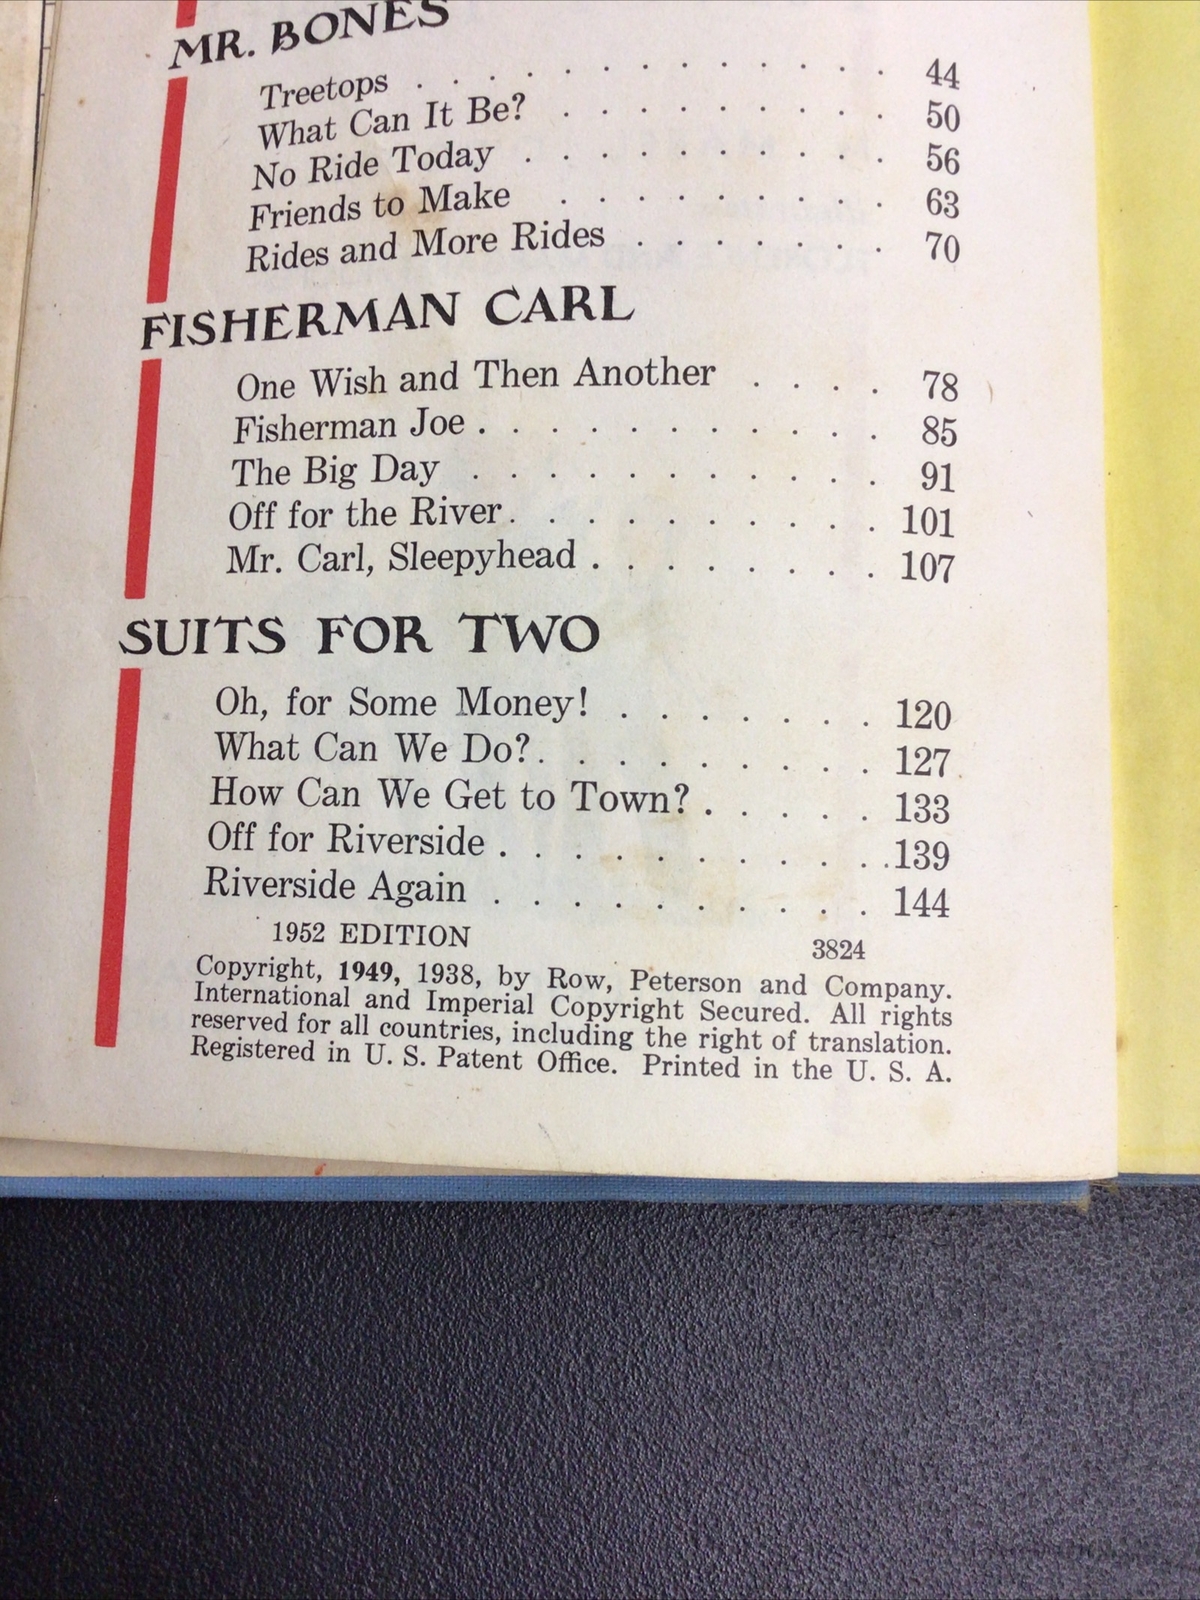 MR. BONES
Treetops . . . . . . . . . . . . . 44
What Can It Be? . . . . . . . . . 50
No Ride Today . . . . . . . . . . 56
Friends to Make . . . . . . . . . 63
Rides and More Rides . . . . . . . 70
FISHERMAN CARL
One Wish and Then Another . . . . 78
Fisherman Joe . . . . . . . . . . . 85
The Big Day . . . . . . . . . . . 91
Off for the River . . . . . . . . . . 101
Mr. Carl, Sleepyhead . . . . . . . . 107
SUITS FOR TWO
Oh, for Some Money! . . . . . . . 120
What Can We Do? . . . . . . . . . 127
How Can We Get to Town? . . . . . 133
Off for Riverside . . . . . . . . . . . 139
Riverside Again . . . . . . . . . . 144
1952 EDITION 3824
Copyright, 1949, 1938, by Row, Peterson and Company.
International and Imperial Copyright Secured. All rights
reserved for all countries, including the right of translation.
Registered in U. S. Patent Office. Printed in the U. S. A.